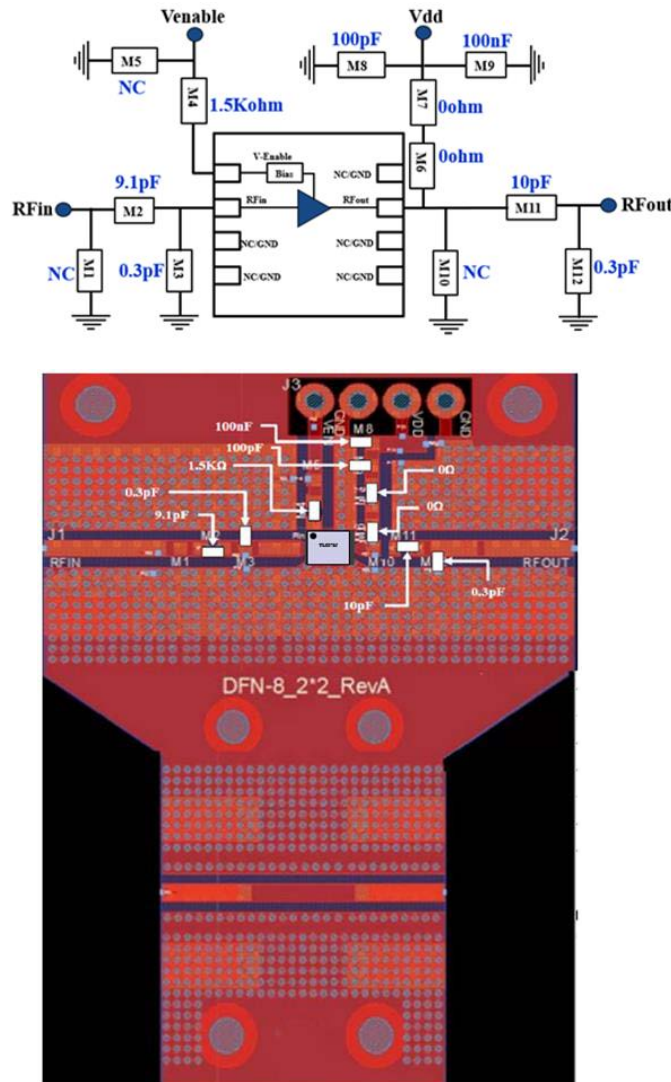 Venable
Vdd
100pF
100nF
M5
M8
M9
NC
M4
1.5Kohm
M7
0ohm
V-Enable
Bias
NC/GND
M6
0ohm
9.1pF
10pF
RFin
M2
RFin
RFout
M11
RFout
M1
NC
M3
0.3pF
NC/GND
NC/GND
NC/GND
NC/GND
M10
NC
M12
0.3pF
J3
GND
VDD
GND
100nF
M8
100pF
1.5KΩ
0Ω
0.3pF
0Ω
9.1pF
J1
M2
M11
J2
RFIN
M1
M3
M10
RFOUT
10pF
0.3pF
DFN-8_2*2_RevA